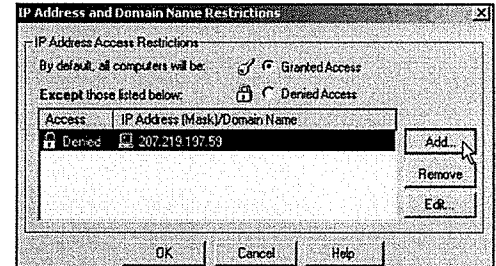 IP Address and Domain Name Restrictions
IP Address Access Restrictions
By default, all computers will be: Granted Access
Except those listed below: Denied Access
Access IP Address (Mask)/Domain Name
Denied 207.219.197.59
Add...
Remove
Edit...
OK Cancel Help